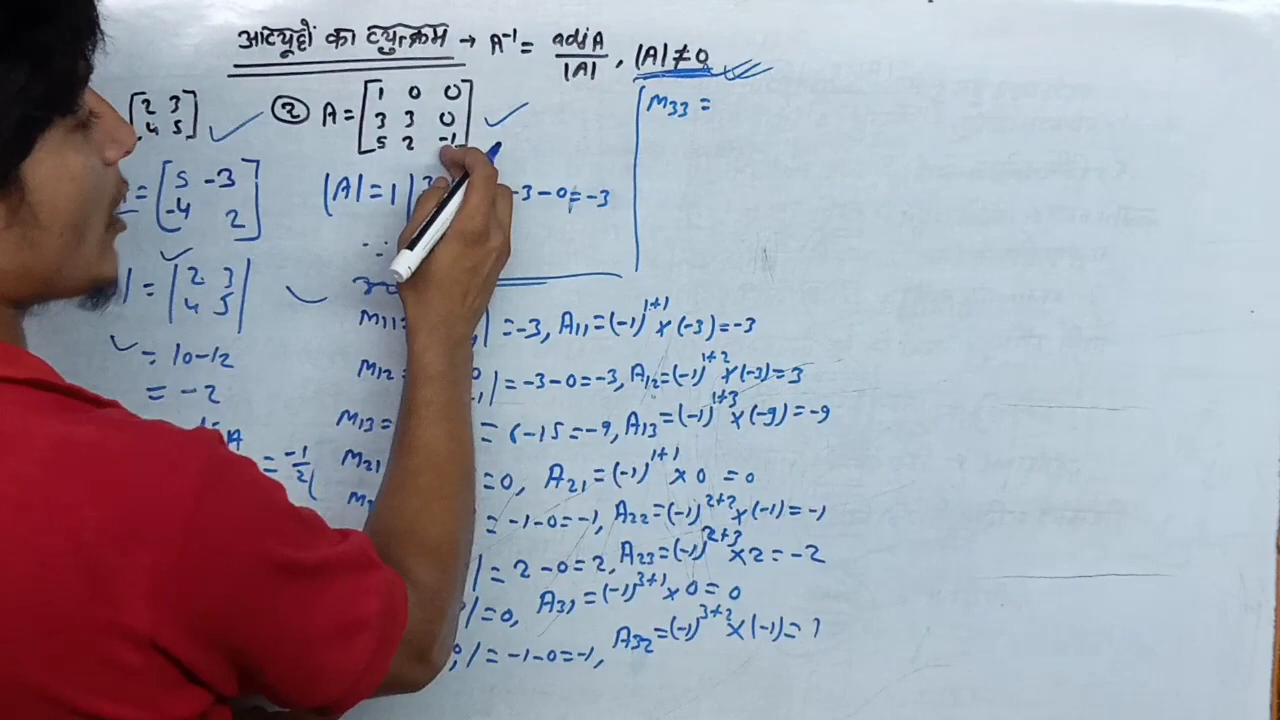 आव्यूहों का व्युत्क्रम → A⁻¹ = adjA/|A| , |A| ≠ 0
[2 3
4 5]
② A = [1 0 0
3 3 0
5 2 -1]
= [5 -3
-4 2]
| = |2 3
4 5|
= 10-12
= -2
= -1/2
|A| = 1 | -3-0=-3
M11= | =-3, A11=(-1)^1+1 ×(-3)=-3
M12= | =-3-0=-3, A12=(-1)^1+2 ×(-3)=3
M13= = 6-15=-9, A13=(-1)^1+3 ×(-9)=-9
M21 =0, A21=(-1)^1+1 × 0 =0
=-1-0=-1, A22=(-1)^2+2 ×(-1)=-1
| = 2-0=2, A23=(-1)^2+3 ×2=-2
|=0, A31=(-1)^3+1 ×0=0
|=-1-0=-1, A32=(-1)^3+2 ×(-1)=
M33 =